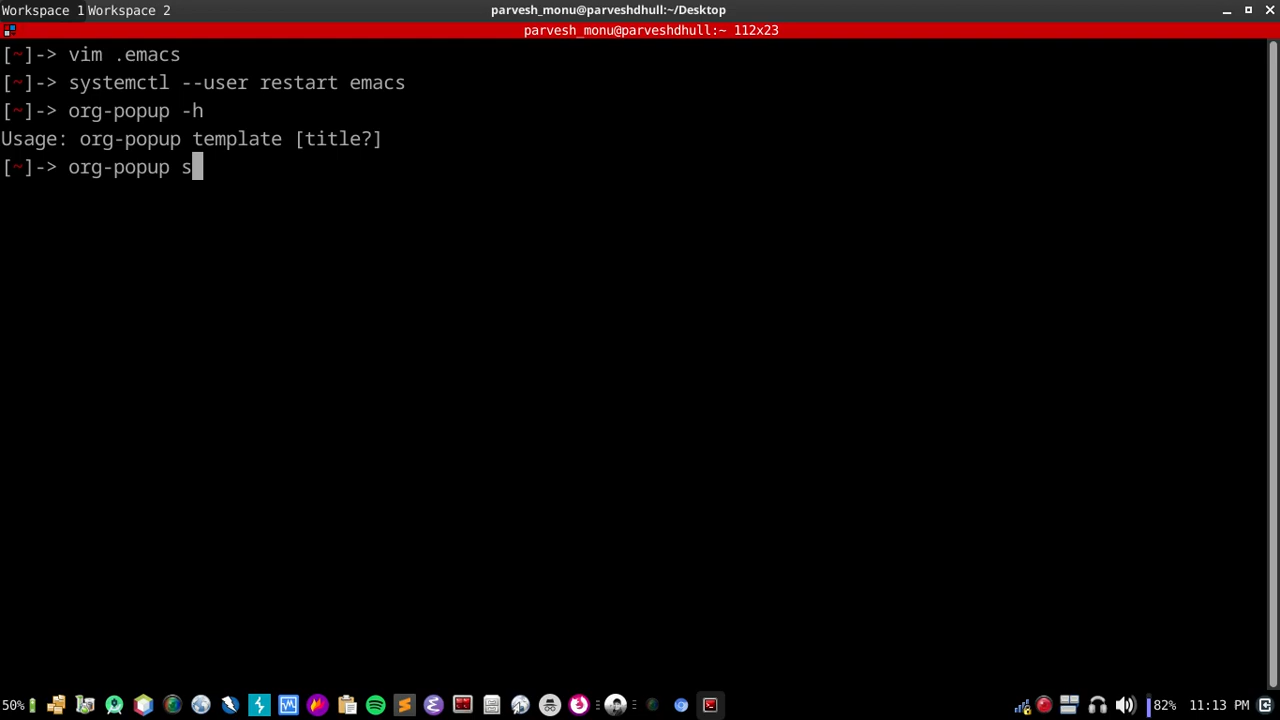 Workspace 1 Workspace 2 parvesh_monu@parveshdhull:~/Desktop
parvesh_monu@parveshdhull:~ 112x23
[~]-> vim .emacs
[~]-> systemctl --user restart emacs
[~]-> org-popup -h
Usage: org-popup template [title?]
[~]-> org-popup s
50% 82% 11:13 PM